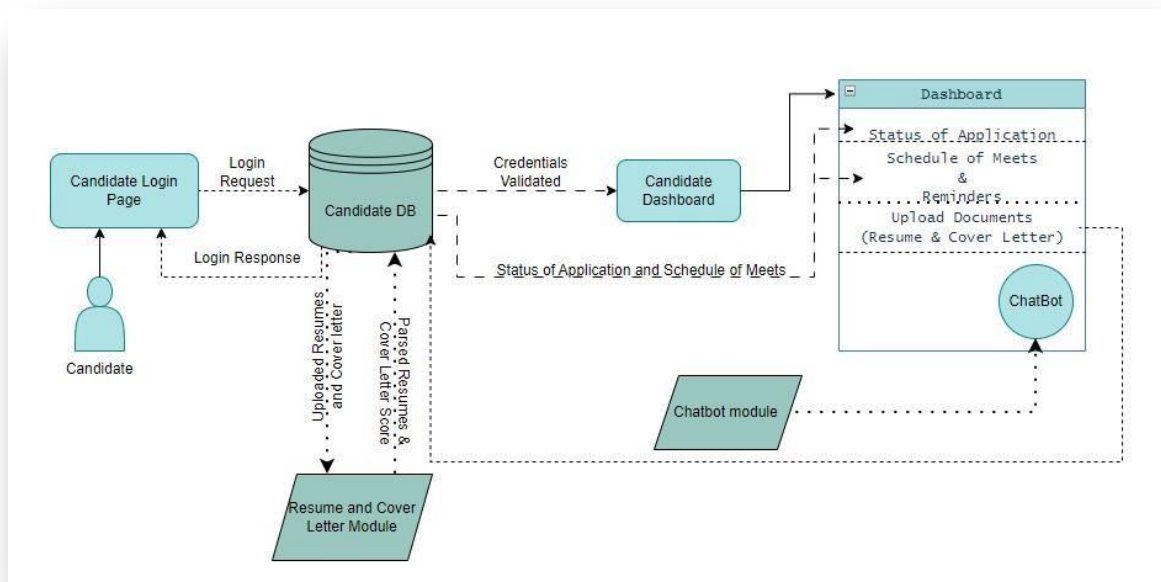 Dashboard
Status of Application
Schedule of Meets
&
Reminders
Upload Documents
(Resume & Cover Letter)
ChatBot
Candidate Login
Page
Login
Request
Candidate DB
Credentials
Validated
Candidate
Dashboard
Login Response
Status of Application and Schedule of Meets
Candidate
Uploaded Resumes
and Cover letter
Parsed Resumes &
Cover Letter Score
Chatbot module
Resume and Cover
Letter Module